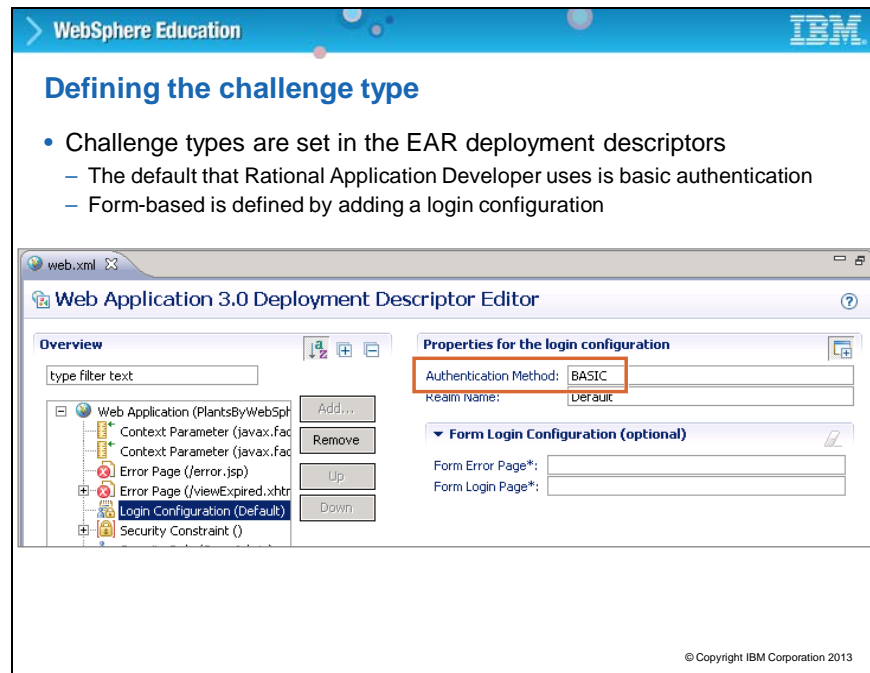 WebSphere Education
IBM
Defining the challenge type
• Challenge types are set in the EAR deployment descriptors
– The default that Rational Application Developer uses is basic authentication
– Form-based is defined by adding a login configuration
web.xml
Web Application 3.0 Deployment Descriptor Editor
Overview
type filter text
Web Application (PlantsByWebSph
Context Parameter (javax.fac
Context Parameter (javax.fac
Error Page (/error.jsp)
Error Page (/viewExpired.xhtm
Login Configuration (Default)
Security Constraint ()
Add...
Remove
Up
Down
Properties for the login configuration
Authentication Method: BASIC
Realm Name: Default
Form Login Configuration (optional)
Form Error Page*:
Form Login Page*:
© Copyright IBM Corporation 2013